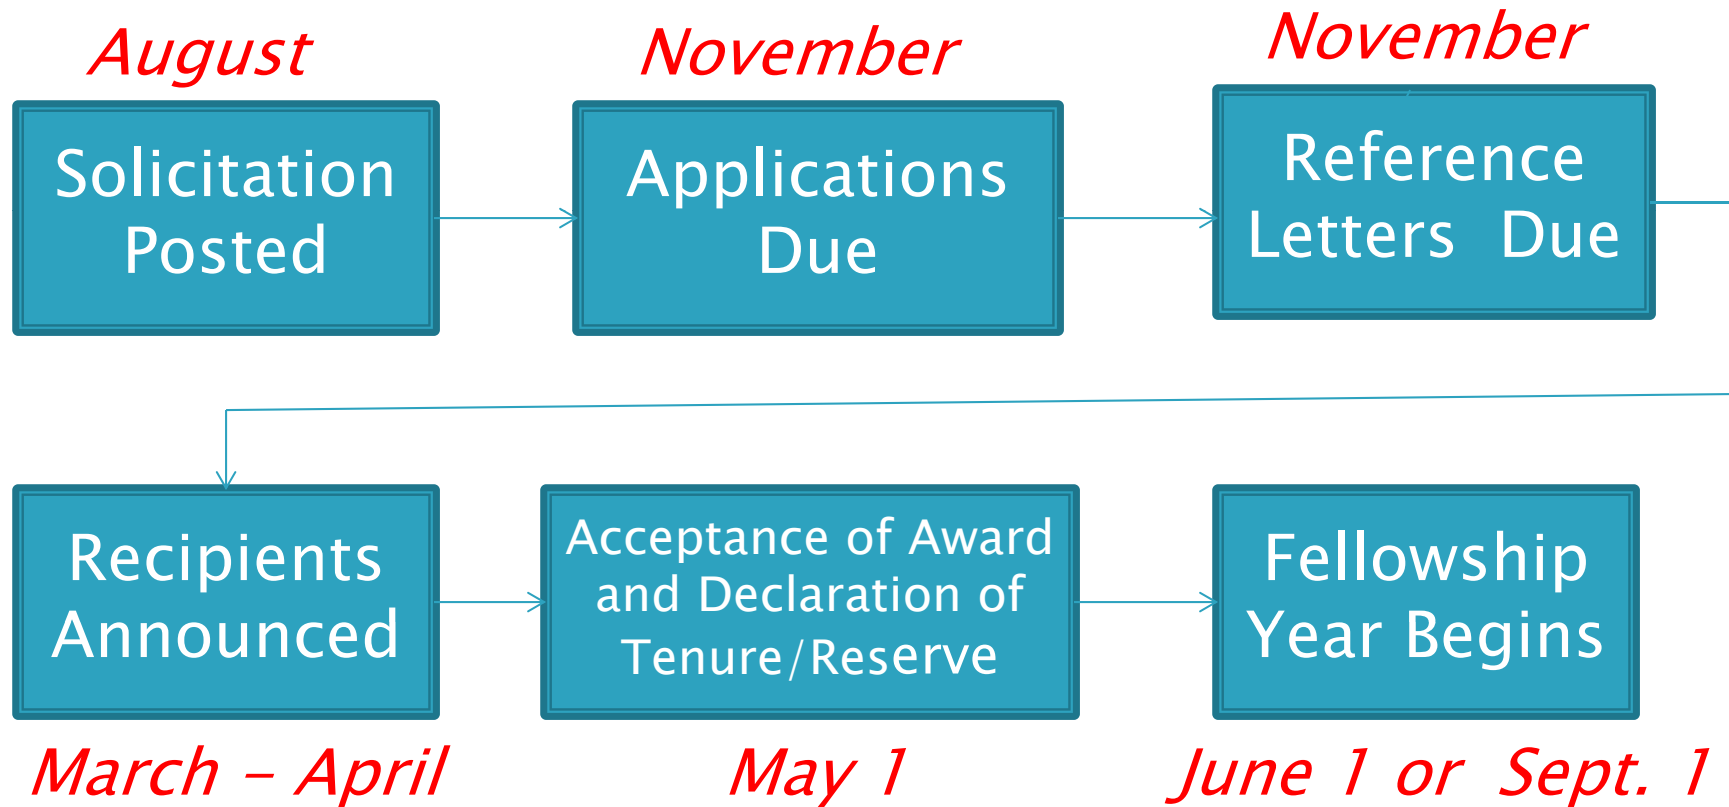 August
November
November
Solicitation
Posted
Applications
Due
Reference
Letters Due
Recipients
Announced
Acceptance of Award
and Declaration of
Tenure/Reserve
Fellowship
Year Begins
March - April
May 1
June 1 or Sept. 1